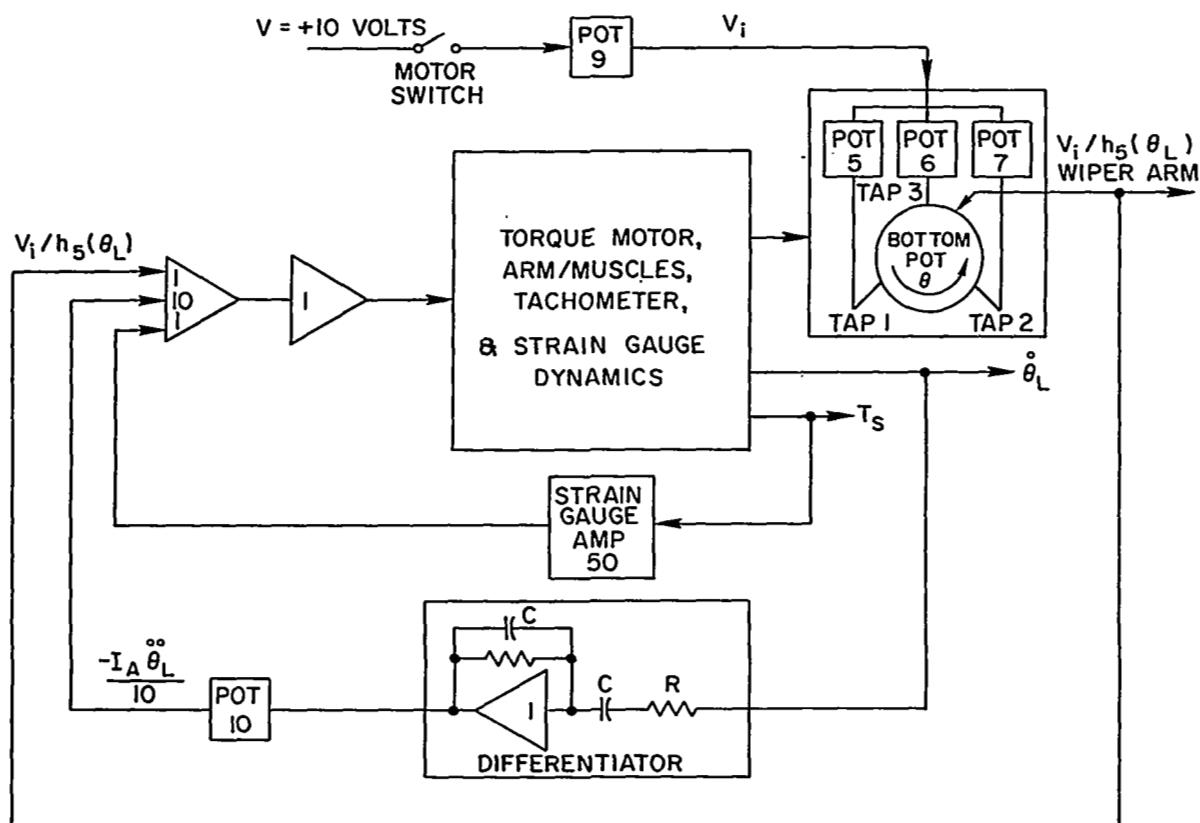 V = +10 VOLTS
MOTOR
SWITCH
POT
9
Vi
POT
5
POT
6
POT
7
TAP 3
BOTTOM
POT
θ
TAP 1
TAP 2
Vi/h5(θL)
WIPER ARM
Vi/h5(θL)
1
10
1
1
TORQUE MOTOR,
ARM/MUSCLES,
TACHOMETER,
& STRAIN GAUGE
DYNAMICS
θ̊L
TS
STRAIN
GAUGE
AMP
50
-IA θ̊̊L
10
POT
10
C
1
C
R
DIFFERENTIATOR